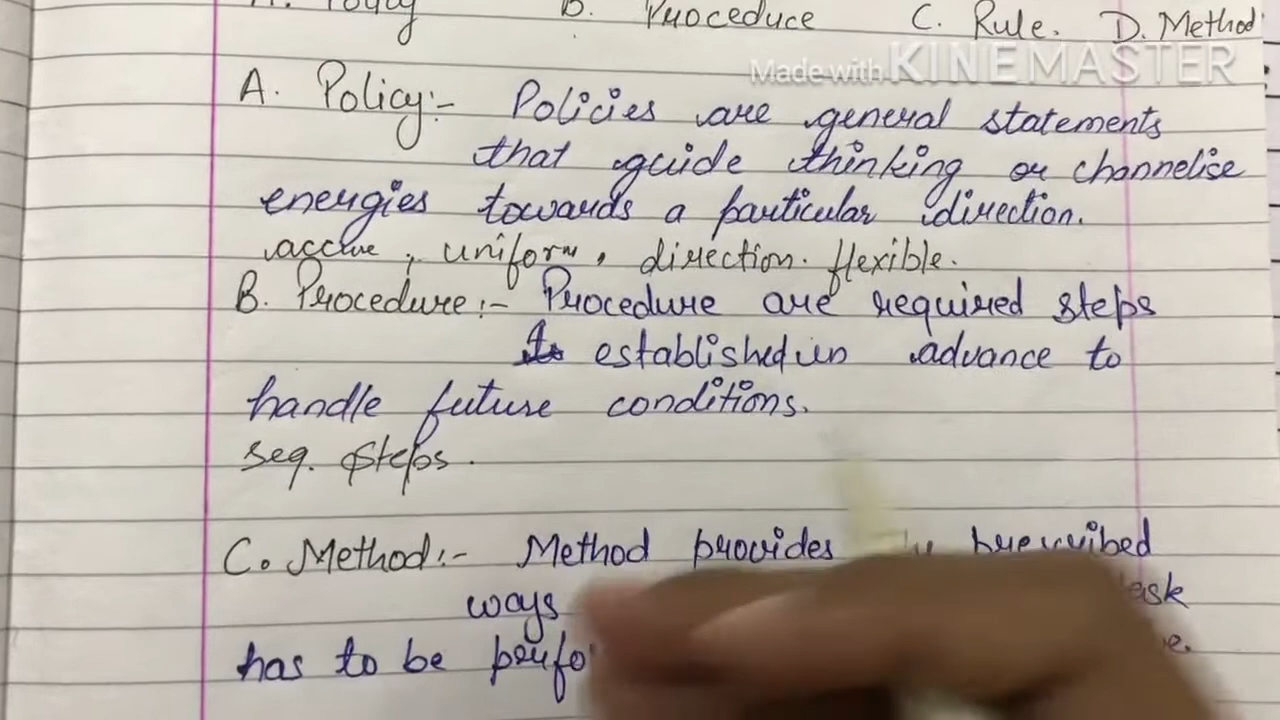 A. Policy B. Proceduce C. Rule. D. Method
Made with KINEMASTER
A. Policy:- Policies are general statements
that guide thinking or channelise
energies towards a particular direction.
uniform, direction. flexible.
B. Procedure:- Procedure are required steps
established in advance to
handle future conditions.
seq. steps.
C. Method:- Method provides
ways
has to be